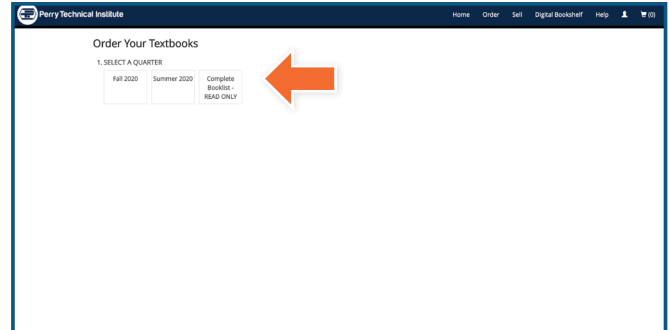 Perry Technical Institute
Home Order Sell Digital Bookshelf Help (0)
Order Your Textbooks
1. SELECT A QUARTER
Fall 2020 Summer 2020 Complete
Booklist -
READ ONLY